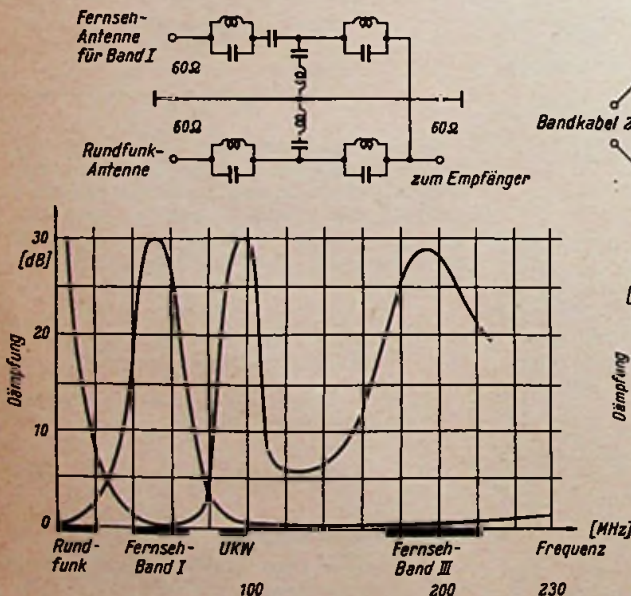 Fernseh-
Antenne
für Band I
60Ω
60Ω
60Ω
Rundfunk-
Antenne
zum Empfänger
Bandkabel 2
30
[dB]
20
10
0
Dämpfung
[MHz]
Rund-
funk
Fernseh-
Band I
UKW
Fernseh-
Band III
Frequenz
100
200
230
[
Dämpfung